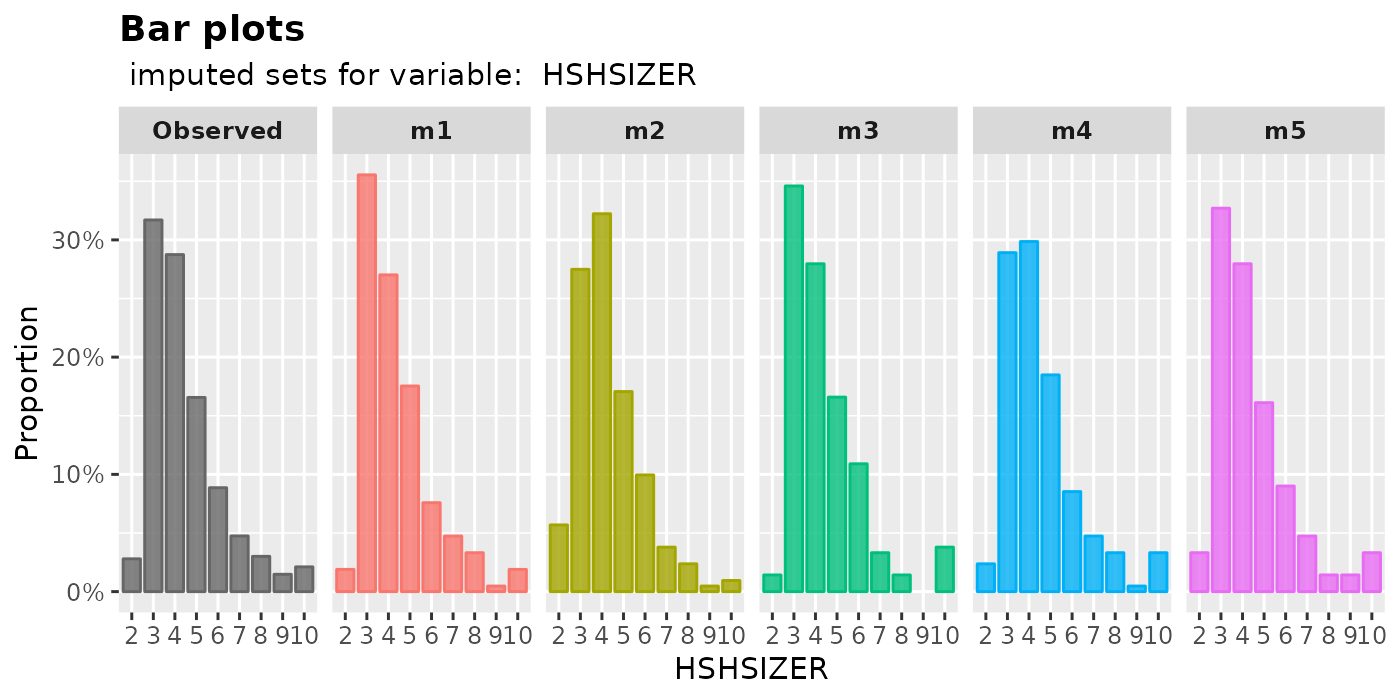 Bar plots
imputed sets for variable:  HSHSIZER
Observed m1 m2 m3 m4 m5
Proportion
30%
20%
10%
0%
2 3 4 5 6 7 8 9 10 2 3 4 5 6 7 8 9 10 2 3 4 5 6 7 8 9 10 2 3 4 5 6 7 8 9 10 2 3 4 5 6 7 8 9 10 2 3 4 5 6 7 8 9 10
HSHSIZER